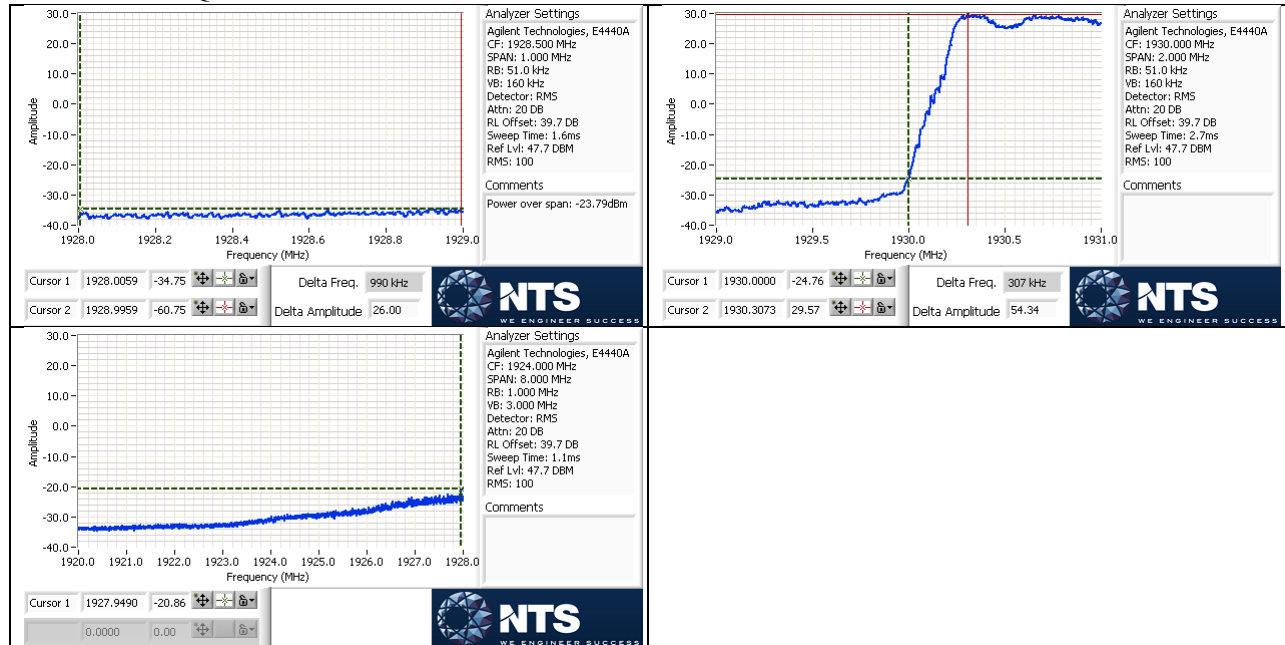 30.0
20.0
10.0
0.0
-10.0
-20.0
-30.0
-40.0
Amplitude
1928.0 1928.2 1928.4 1928.6 1928.8 1929.0
Frequency (MHz)
Analyzer Settings
Agilent Technologies, E4440A
CF: 1928.500 MHz
SPAN: 1.000 MHz
RB: 51.0 kHz
VB: 160 kHz
Detector: RMS
Attn: 20 DB
RL Offset: 39.7 DB
Sweep Time: 1.6ms
Ref Lvl: 47.7 DBM
RMS: 100
Comments
Power over span: -23.79dBm
Cursor 1 1928.0059 -34.75
Cursor 2 1928.9959 -60.75
Delta Freq. 990 kHz
Delta Amplitude 26.00
NTS
WE ENGINEER SUCCESS
30.0
20.0
10.0
0.0
-10.0
-20.0
-30.0
-40.0
Amplitude
1929.0 1929.5 1930.0 1930.5 1931.0
Frequency (MHz)
Analyzer Settings
Agilent Technologies, E4440A
CF: 1930.000 MHz
SPAN: 2.000 MHz
RB: 51.0 kHz
VB: 160 kHz
Detector: RMS
Attn: 20 DB
RL Offset: 39.7 DB
Sweep Time: 2.7ms
Ref Lvl: 47.7 DBM
RMS: 100
Comments
Cursor 1 1930.0000 -24.76
Cursor 2 1930.3073 29.57
Delta Freq. 307 kHz
Delta Amplitude 54.34
NTS
WE ENGINEER SUCCESS
30.0
20.0
10.0
0.0
-10.0
-20.0
-30.0
-40.0
Amplitude
1920.0 1921.0 1922.0 1923.0 1924.0 1925.0 1926.0 1927.0 1928.0
Frequency (MHz)
Analyzer Settings
Agilent Technologies, E4440A
CF: 1924.000 MHz
SPAN: 8.000 MHz
RB: 1.000 MHz
VB: 3.000 MHz
Detector: RMS
Attn: 20 DB
RL Offset: 39.7 DB
Sweep Time: 1.1ms
Ref Lvl: 47.7 DBM
RMS: 100
Comments
Cursor 1 1927.9490 -20.86
0.0000 0.00
NTS
WE ENGINEER SUCCESS